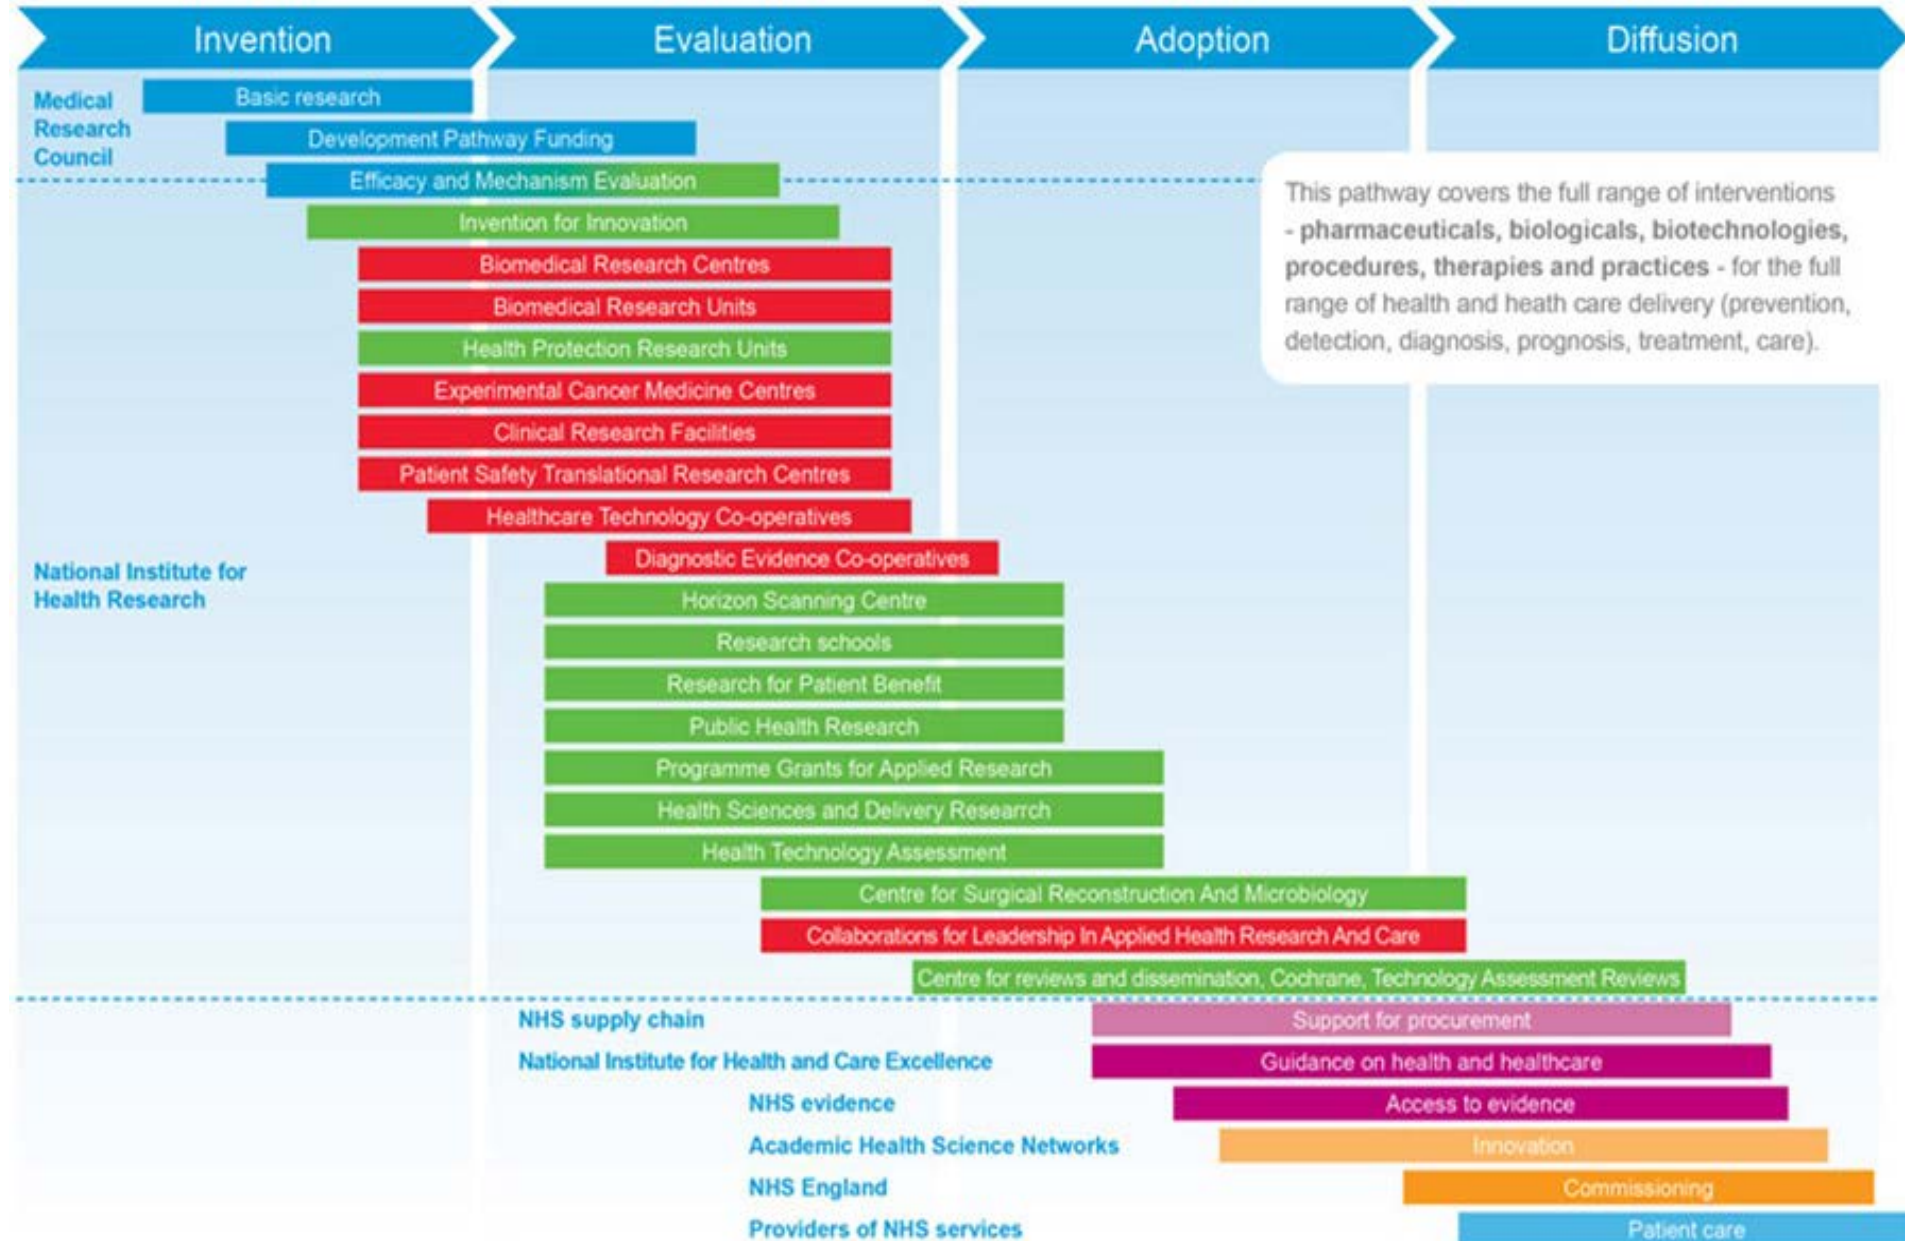 Invention
Evaluation
Adoption
Diffusion
Medical
Research
Council
Basic research
Development Pathway Funding
Efficacy and Mechanism Evaluation
This pathway covers the full range of interventions
- pharmaceuticals, biologicals, biotechnologies,
procedures, therapies and practices - for the full
range of health and heath care delivery (prevention,
detection, diagnosis, prognosis, treatment, care).
National Institute for
Health Research
Invention for Innovation
Biomedical Research Centres
Biomedical Research Units
Health Protection Research Units
Experimental Cancer Medicine Centres
Clinical Research Facilities
Patient Safety Translational Research Centres
Healthcare Technology Co-operatives
Diagnostic Evidence Co-operatives
Horizon Scanning Centre
Research schools
Research for Patient Benefit
Public Health Research
Programme Grants for Applied Research
Health Sciences and Delivery Researrch
Health Technology Assessment
Centre for Surgical Reconstruction And Microbiology
Collaborations for Leadership In Applied Health Research And Care
Centre for reviews and dissemination, Cochrane, Technology Assessment Reviews
NHS supply chain
Support for procurement
National Institute for Health and Care Excellence
Guidance on health and healthcare
NHS evidence
Access to evidence
Academic Health Science Networks
Innovation
NHS England
Commissioning
Providers of NHS services
Patient care